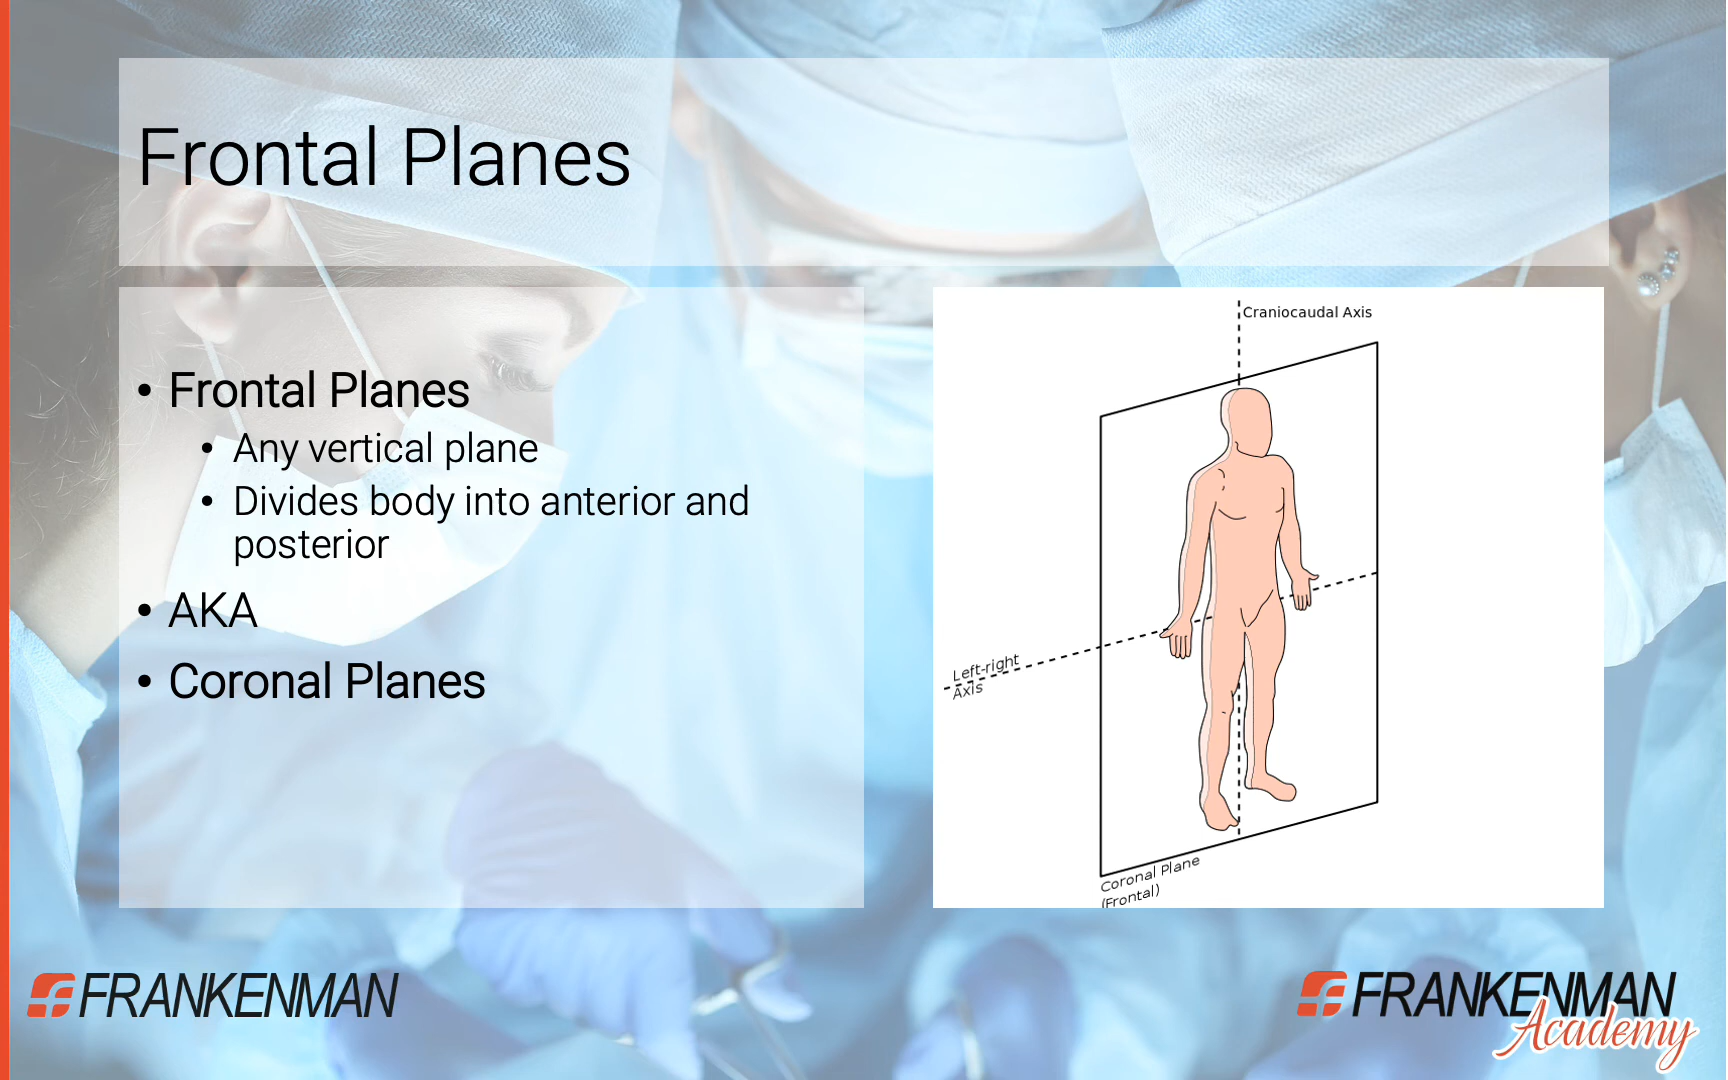 Frontal Planes
• Frontal Planes
• Any vertical plane
• Divides body into anterior and
posterior
• AKA
• Coronal Planes
Craniocaudal Axis
Left-right
Axis
Coronal Plane
(Frontal)
FRANKENMAN
FRANKENMAN
Academy